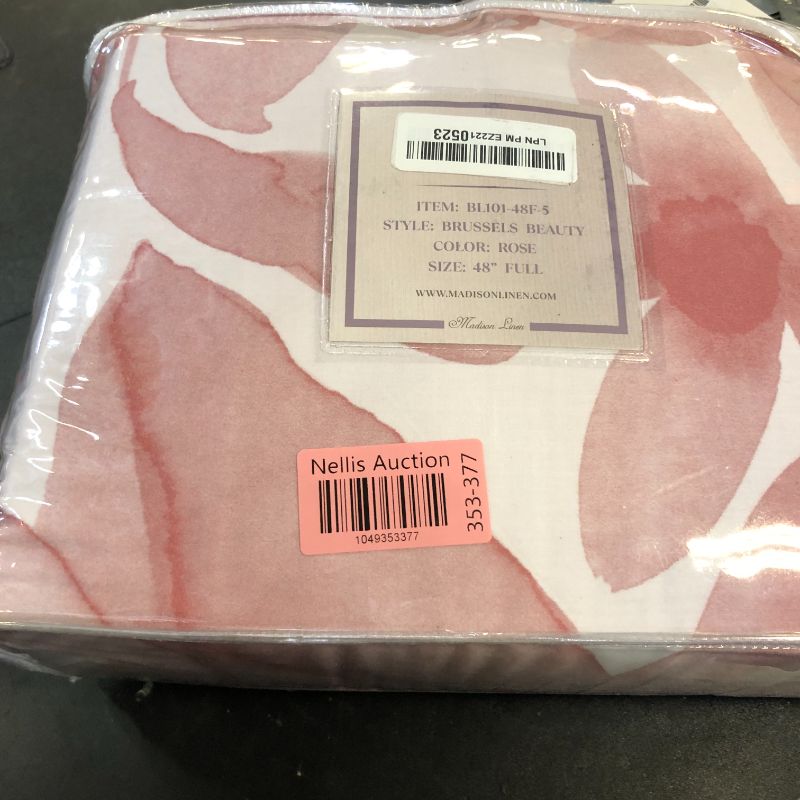 LPN PM EZ2210523
ITEM: BL101-48F-5
STYLE: BRUSSELS BEAUTY
COLOR: ROSE
SIZE: 48” FULL
WWW.MADISONLINEN.COM
Madison Linen
Nellis Auction
353-377
1049353377